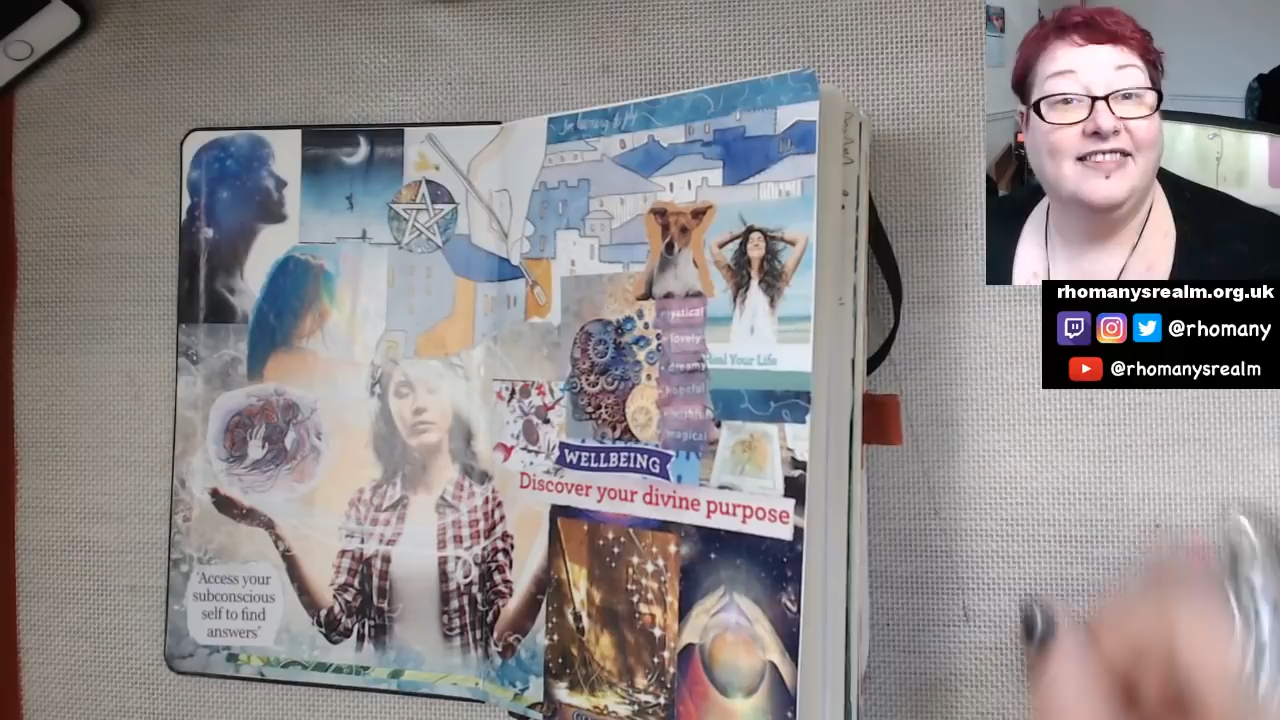 rhomanysrealm.org.uk
@rhomany
@rhomanysrealm
Heal Your Life
mystical
lovely
dreamy
hopeful
wishful
magical
WELLBEING
Discover your divine purpose
'Access your
subconscious
self to find
answers'